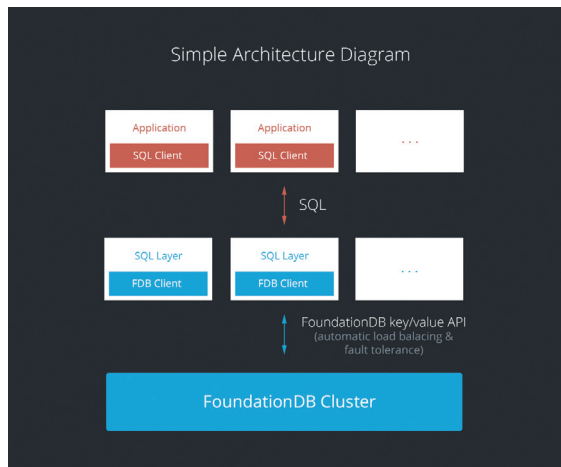 Simple Architecture Diagram
Application
SQL Client
Application
SQL Client
...
SQL
SQL Layer
FDB Client
SQL Layer
FDB Client
...
FoundationDB key/value API
(automatic load balacing &
fault tolerance)
FoundationDB Cluster